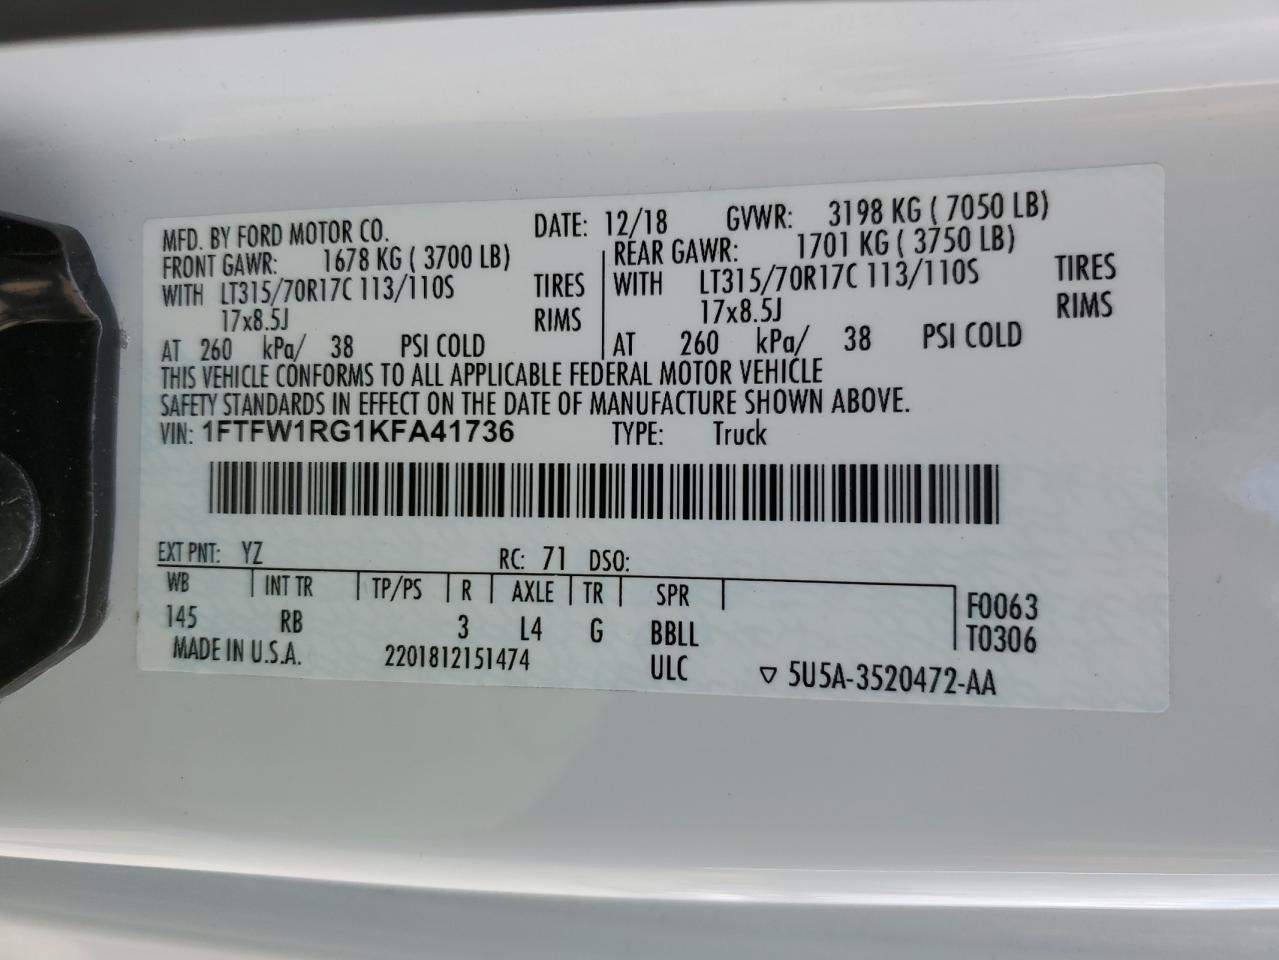 MFD. BY FORD MOTOR CO. DATE: 12/18 GVWR: 3198 KG ( 7050 LB)
FRONT GAWR: 1678 KG ( 3700 LB) REAR GAWR: 1701 KG ( 3750 LB)
WITH LT315/70R17C 113/110S TIRES WITH LT315/70R17C 113/110S TIRES
17x8.5J RIMS 17x8.5J RIMS
AT 260 kPa/ 38 PSI COLD AT 260 kPa/ 38 PSI COLD
THIS VEHICLE CONFORMS TO ALL APPLICABLE FEDERAL MOTOR VEHICLE
SAFETY STANDARDS IN EFFECT ON THE DATE OF MANUFACTURE SHOWN ABOVE.
VIN: 1FTFW1RG1KFA41736 TYPE: Truck
EXT PNT: YZ RC: 71 DSO:
WB INT TR TP/PS R AXLE TR SPR F0063
145 RB 3 L4 G BBLL T0306
MADE IN U.S.A. 2201812151474 ULC ▽ 5U5A-3520472-AA